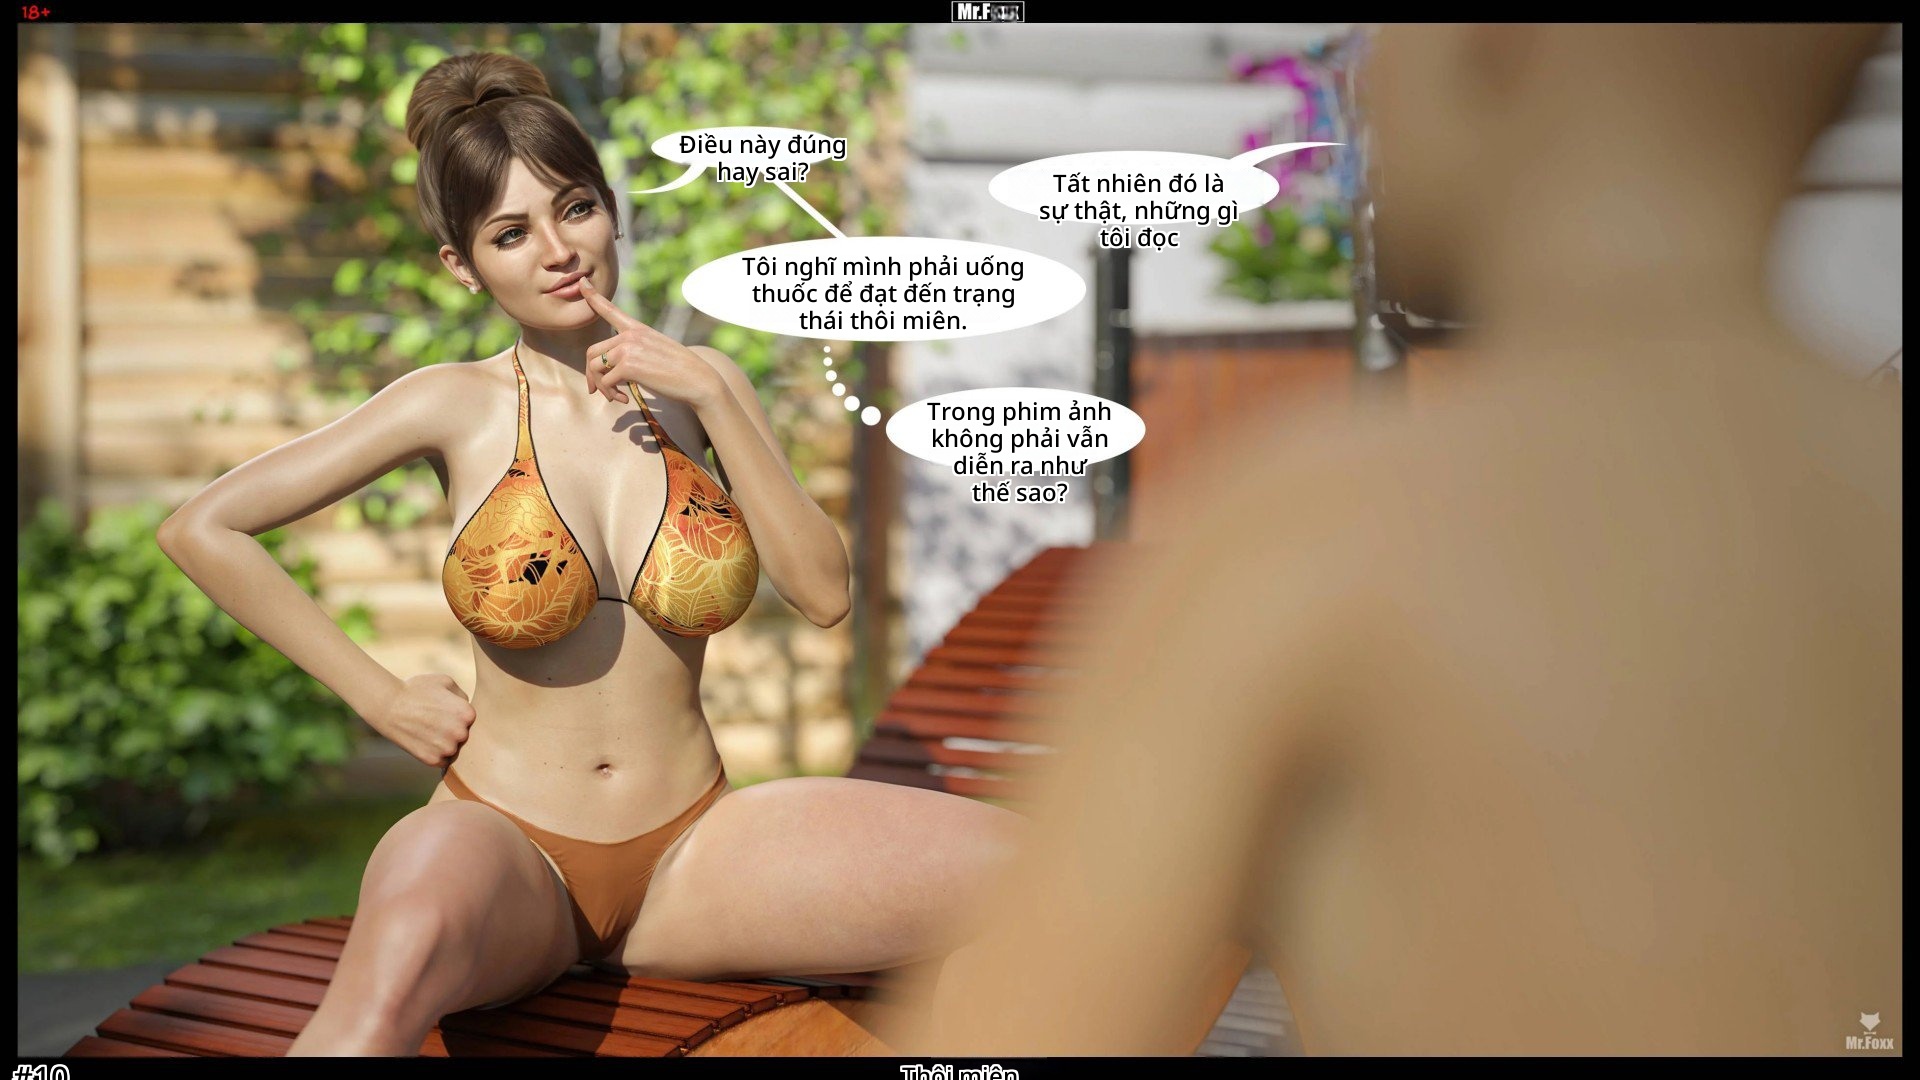 18+
Mr.F
Điều này đúng
hay sai?
Tất nhiên đó là
sự thật, những gì
tôi đọc
Tôi nghĩ mình phải uống
thuốc để đạt đến trạng
thái thôi miên.
Trong phim ảnh
không phải vẫn
diễn ra như
thế sao?
Mr.Foxx
#10
Thôi miên